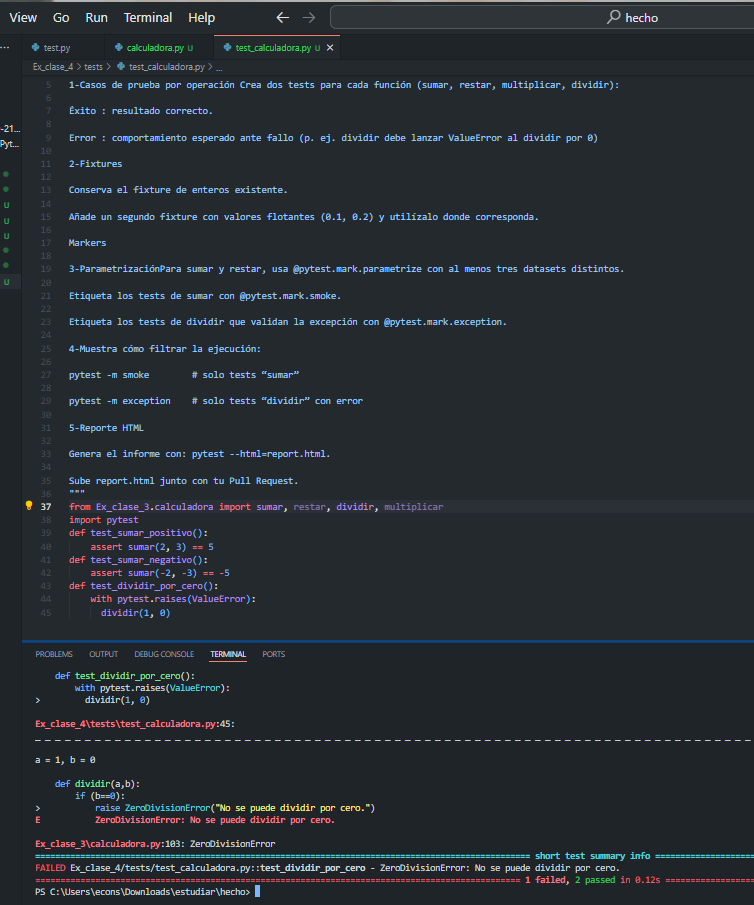 View Go Run Terminal Help
hecho
test.py
calculadora.py U
test_calculadora.py U
Ex_clase_4 > tests > test_calculadora.py > ...
-21...
Pyt...
U
U
U
U
5 1-Casos de prueba por operación Crea dos tests para cada función (sumar, restar, multiplicar, dividir):
6
7 Éxito : resultado correcto.
8
9 Error : comportamiento esperado ante fallo (p. ej. dividir debe lanzar ValueError al dividir por 0)
10
11 2-Fixtures
12
13 Conserva el fixture de enteros existente.
14
15 Añade un segundo fixture con valores flotantes (0.1, 0.2) y utilízalo donde corresponda.
16
17 Markers
18
19 3-ParametrizaciónPara sumar y restar, usa @pytest.mark.parametrize con al menos tres datasets distintos.
20
21 Etiqueta los tests de sumar con @pytest.mark.smoke.
22
23 Etiqueta los tests de dividir que validan la excepción con @pytest.mark.exception.
24
25 4-Muestra cómo filtrar la ejecución:
26
27 pytest -m smoke # solo tests “sumar”
28
29 pytest -m exception # solo tests “dividir” con error
30
31 5-Reporte HTML
32
33 Genera el informe con: pytest --html=report.html.
34
35 Sube report.html junto con tu Pull Request.
36 """
37 from Ex_clase_3.calculadora import sumar, restar, dividir, multiplicar
38 import pytest
39 def test_sumar_positivo():
40 assert sumar(2, 3) == 5
41 def test_sumar_negativo():
42 assert sumar(-2, -3) == -5
43 def test_dividir_por_cero():
44 with pytest.raises(ValueError):
45 dividir(1, 0)
PROBLEMS OUTPUT DEBUG CONSOLE TERMINAL PORTS
def test_dividir_por_cero():
with pytest.raises(ValueError):
> dividir(1, 0)
Ex_clase_4\tests\test_calculadora.py:45:
a = 1, b = 0
def dividir(a,b):
if (b==0):
> raise ZeroDivisionError("No se puede dividir por cero.")
E ZeroDivisionError: No se puede dividir por cero.
Ex_clase_3\calculadora.py:103: ZeroDivisionError
short test summary info
FAILED Ex_clase_4/tests/test_calculadora.py::test_dividir_por_cero - ZeroDivisionError: No se puede dividir por cero.
1 failed, 2 passed in 0.12s
PS C:\Users\econs\Downloads\estudiar\hecho>